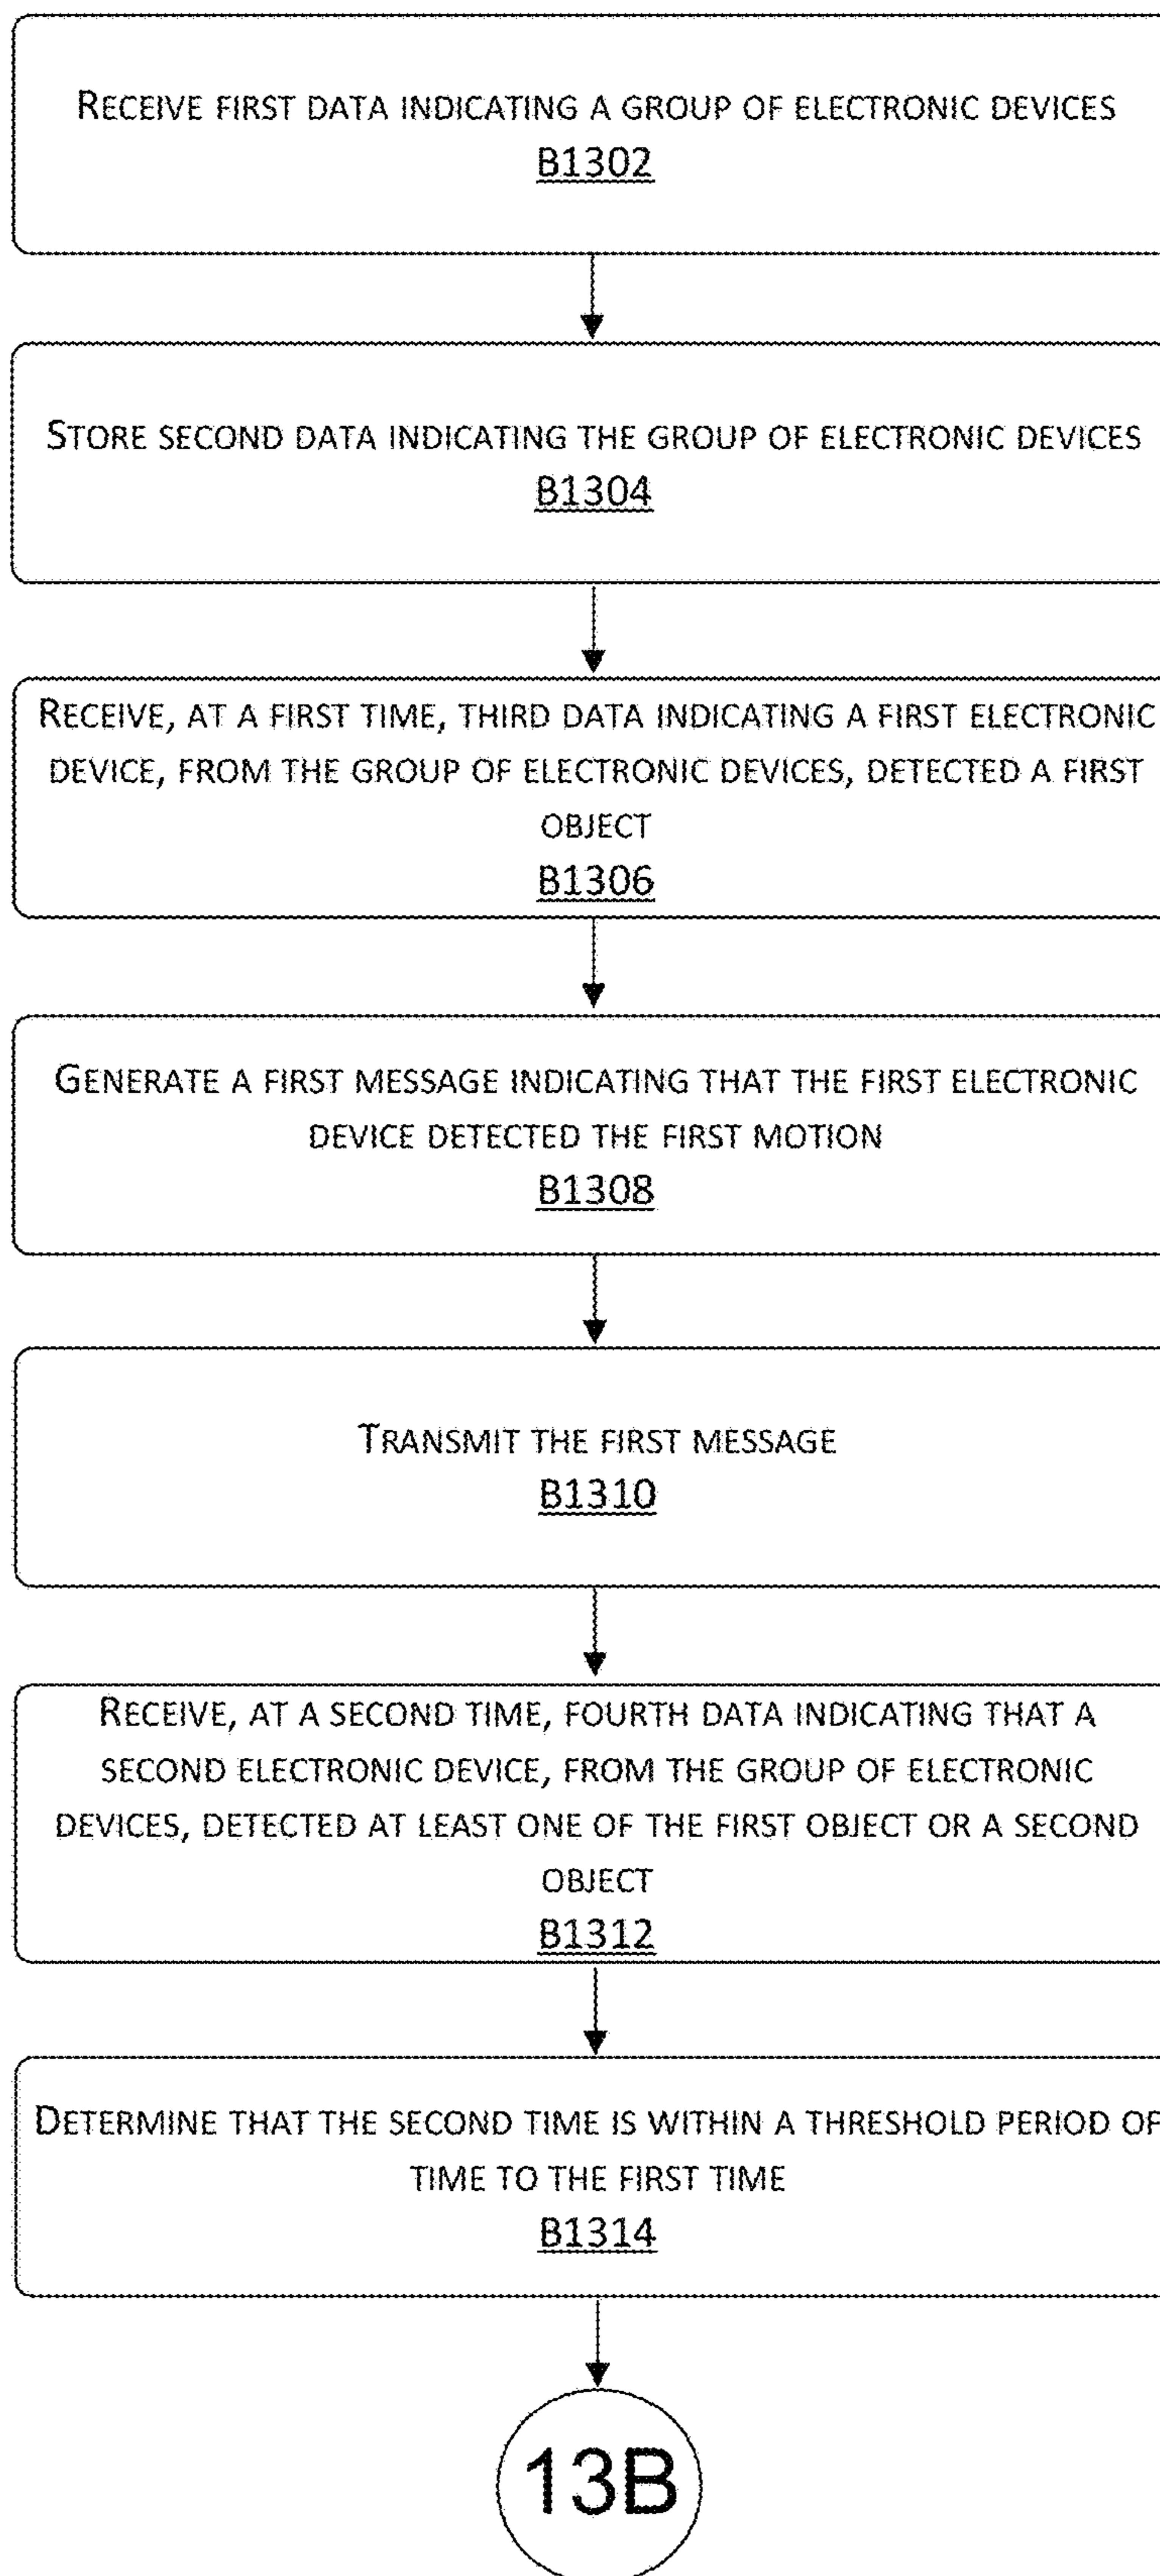 RECEIVE FIRST DATA INDICATING A GROUP OF ELECTRONIC DEVICES
B1302
STORE SECOND DATA INDICATING THE GROUP OF ELECTRONIC DEVICES
B1304
RECEIVE, AT A FIRST TIME, THIRD DATA INDICATING A FIRST ELECTRONIC
DEVICE, FROM THE GROUP OF ELECTRONIC DEVICES, DETECTED A FIRST
OBJECT
B1306
GENERATE A FIRST MESSAGE INDICATING THAT THE FIRST ELECTRONIC
DEVICE DETECTED THE FIRST MOTION
B1308
TRANSMIT THE FIRST MESSAGE
B1310
RECEIVE, AT A SECOND TIME, FOURTH DATA INDICATING THAT A
SECOND ELECTRONIC DEVICE, FROM THE GROUP OF ELECTRONIC
DEVICES, DETECTED AT LEAST ONE OF THE FIRST OBJECT OR A SECOND
OBJECT
B1312
DETERMINE THAT THE SECOND TIME IS WITHIN A THRESHOLD PERIOD OF
TIME TO THE FIRST TIME
B1314
13B